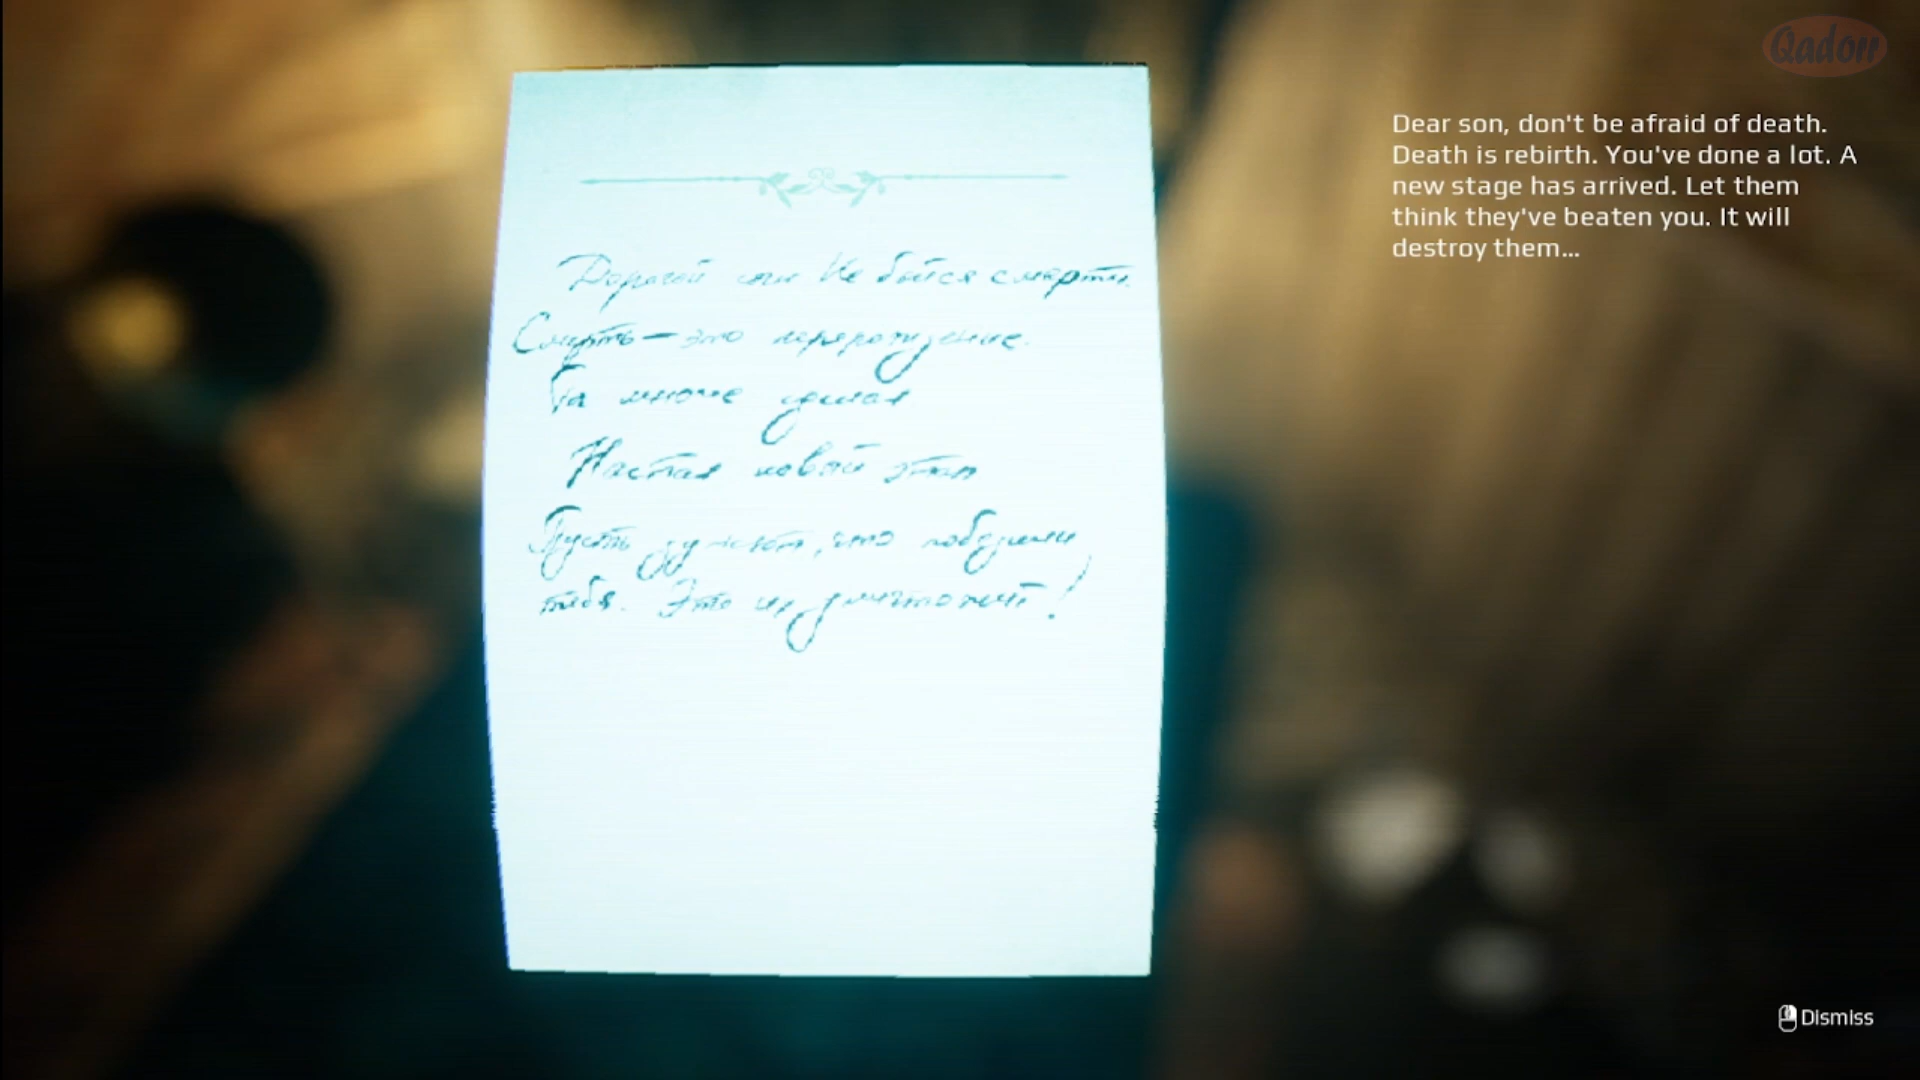 Qadorr
Dear son, don't be afraid of death.
Death is rebirth. You've done a lot. A
new stage has arrived. Let them
think they've beaten you. It will
destroy them...
Дорогой сын Не бойся смерти.
Смерть — это перерождение.
Ты многое сделал
Настал новый этап
Пусть думают, что победили
тебя. Это их уничтожит!
Dismiss